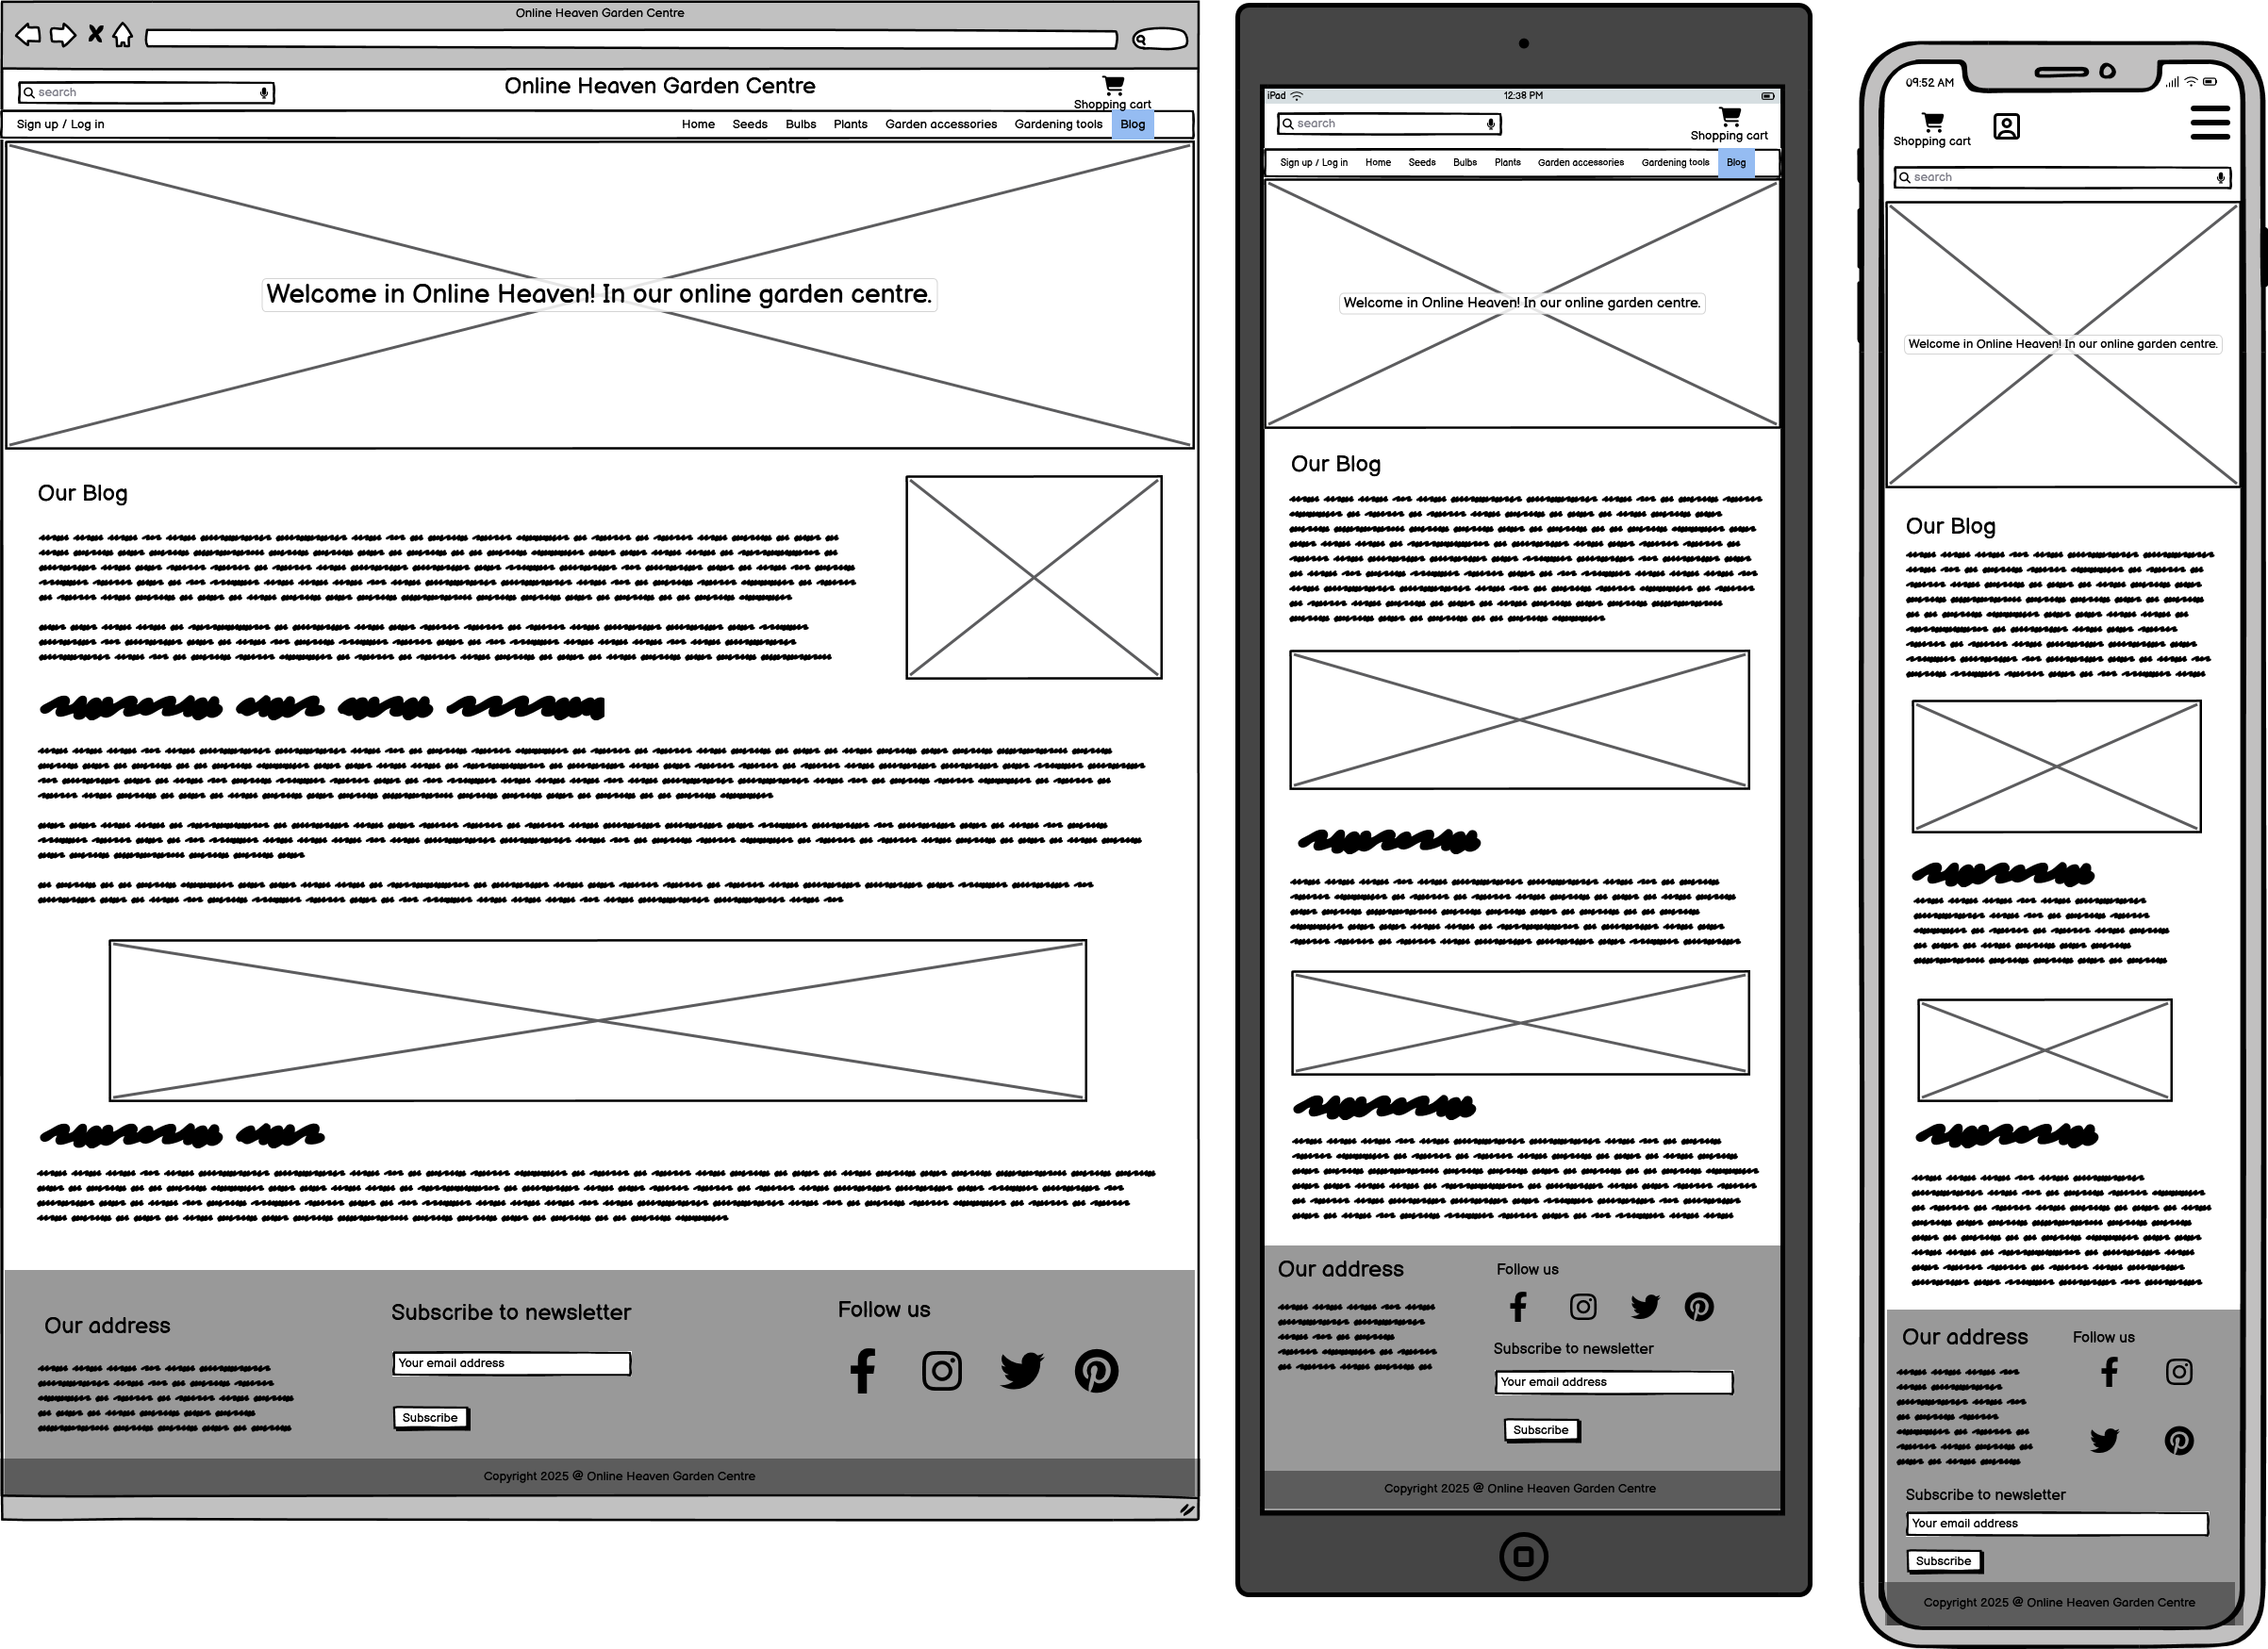 Online Heaven Garden Centre
search
Online Heaven Garden Centre
Shopping cart
Sign up / Log in Home Seeds Bulbs Plants Garden accessories Gardening tools Blog
Welcome in Online Heaven! In our online garden centre.
Our Blog
Our address
Subscribe to newsletter
Your email address
Subscribe
Follow us
Copyright 2025 @ Online Heaven Garden Centre
iPad 12:38 PM
search
Shopping cart
Sign up / Log in Home Seeds Bulbs Plants Garden accessories Gardening tools Blog
Welcome in Online Heaven! In our online garden centre.
Our Blog
Our address
Follow us
Subscribe to newsletter
Your email address
Subscribe
Copyright 2025 @ Online Heaven Garden Centre
09:52 AM
Shopping cart
search
Welcome in Online Heaven! In our online garden centre.
Our Blog
Our address
Follow us
Subscribe to newsletter
Your email address
Subscribe
Copyright 2025 @ Online Heaven Garden Centre